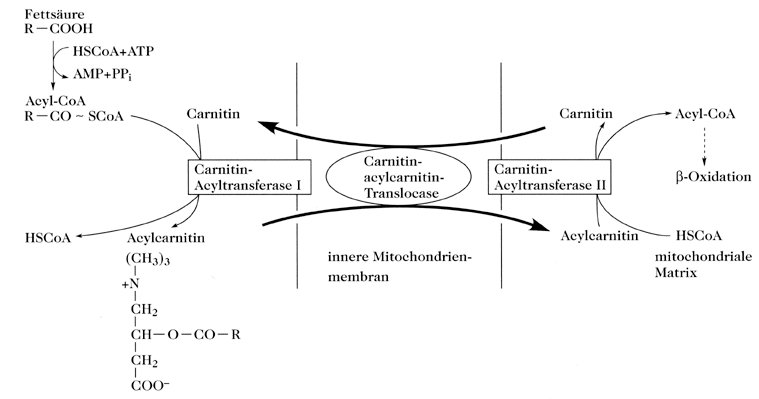 Fettsäure
R－COOH
HSCoA+ATP
AMP+PPi
Acyl-CoA
R－CO ~ SCoA
Carnitin
Carnitin-
Acyltransferase I
HSCoA
Acylcarnitin
(CH₃)₃
+N
CH₂
CH－O－CO－R
CH₂
COO⁻
Carnitin-
acylcarnitin-
Translocase
innere Mitochondrien-
membran
Carnitin
Carnitin-
Acyltransferase II
Acylcarnitin
Acyl-CoA
β-Oxidation
HSCoA
mitochondriale
Matrix